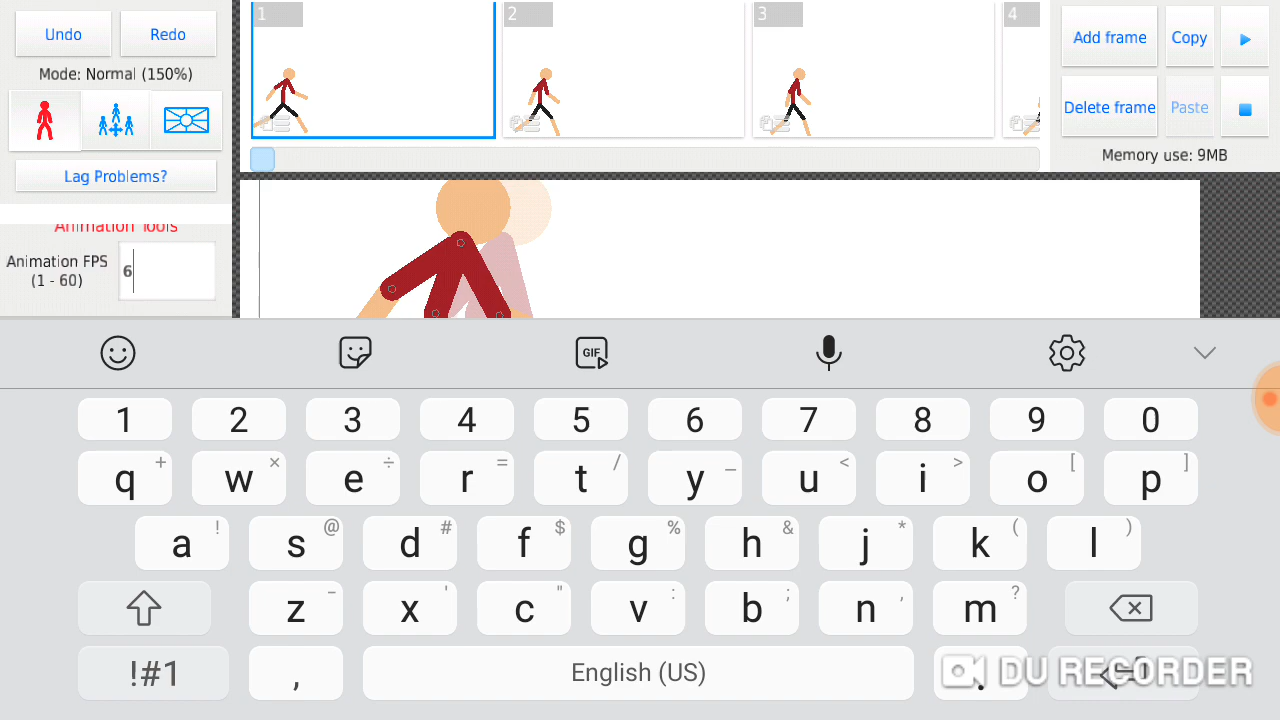 Undo
Redo
Mode: Normal (150%)
Lag Problems?
Animation Tools
Animation FPS
(1 - 60)
6
1
2
3
4
Add frame
Copy
Delete frame
Paste
Memory use: 9MB
GIF
1 2 3 4 5 6 7 8 9 0
q + w × e ÷ r = t / y _ u < i > o [ p ]
a ! s @ d # f $ g % h & j * k ( l )
z - x ' c " v : b ; n , m ?
!#1 , English (US) .
DU RECORDER